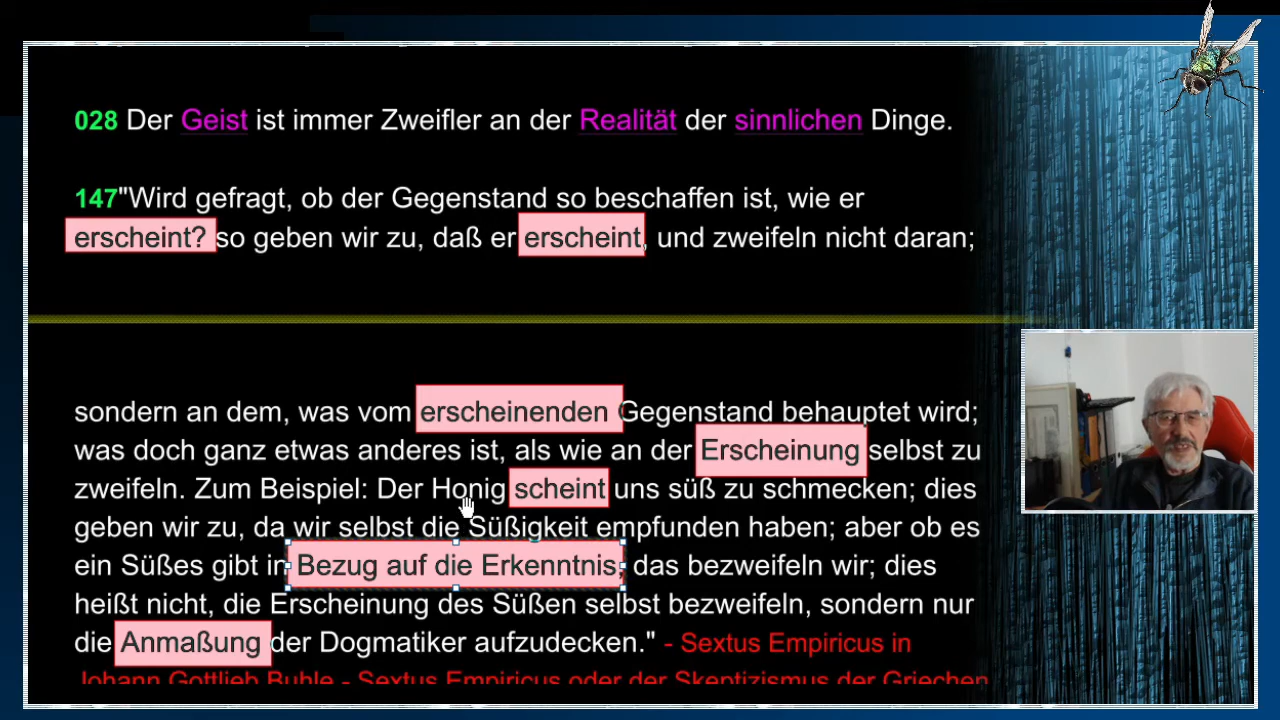 028 Der Geist ist immer Zweifler an der Realität der sinnlichen Dinge.
147"Wird gefragt, ob der Gegenstand so beschaffen ist, wie er
erscheint? so geben wir zu, daß er erscheint, und zweifeln nicht daran;
sondern an dem, was vom erscheinenden Gegenstand behauptet wird;
was doch ganz etwas anderes ist, als wie an der Erscheinung selbst zu
zweifeln. Zum Beispiel: Der Honig scheint uns süß zu schmecken; dies
geben wir zu, da wir selbst die Süßigkeit empfunden haben; aber ob es
ein Süßes gibt in Bezug auf die Erkenntnis, das bezweifeln wir; dies
heißt nicht, die Erscheinung des Süßen selbst bezweifeln, sondern nur
die Anmaßung der Dogmatiker aufzudecken." - Sextus Empiricus in
Johann Gottlieb Buhle - Sextus Empiricus oder der Skeptizismus der Griechen